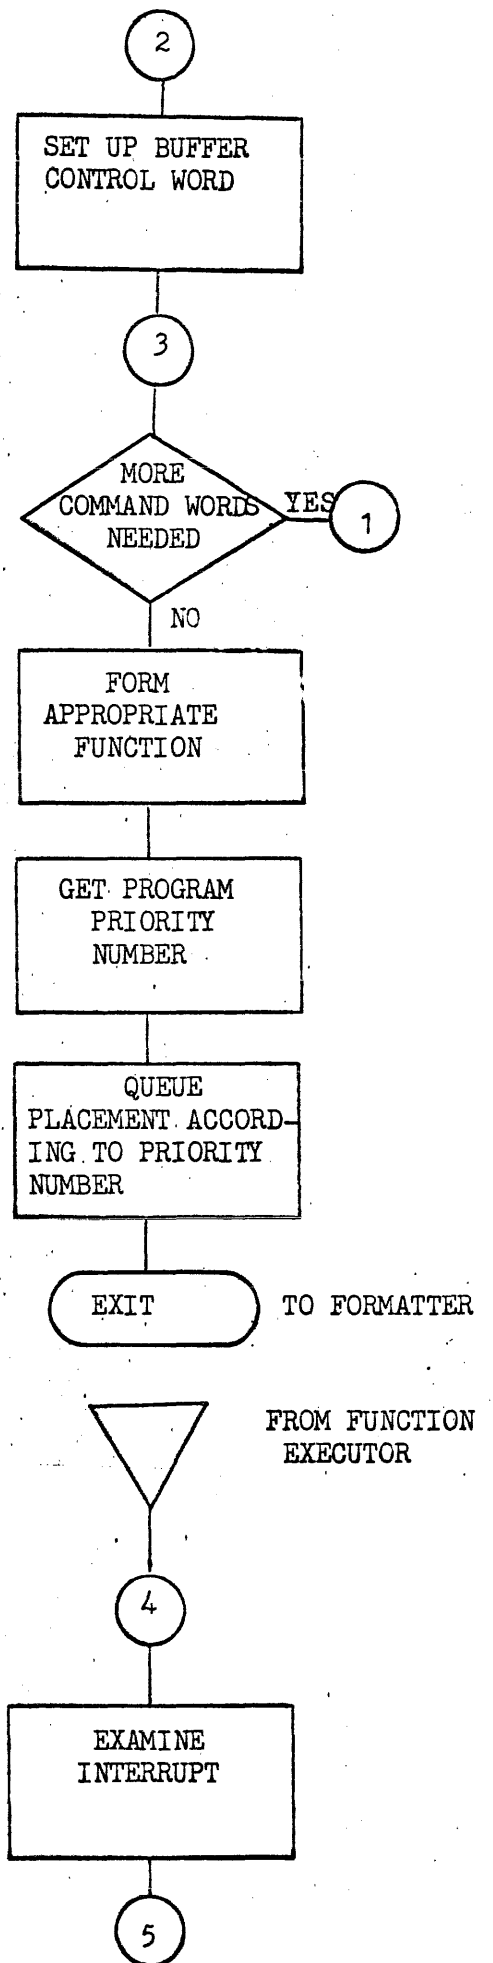 2
SET UP BUFFER
CONTROL WORD
3
MORE
COMMAND WORDS
NEEDED
YES
1
NO
FORM
APPROPRIATE
FUNCTION
GET PROGRAM
PRIORITY
NUMBER
QUEUE
PLACEMENT ACCORD-
ING TO PRIORITY
NUMBER
EXIT
TO FORMATTER
FROM FUNCTION
EXECUTOR
4
EXAMINE
INTERRUPT
5